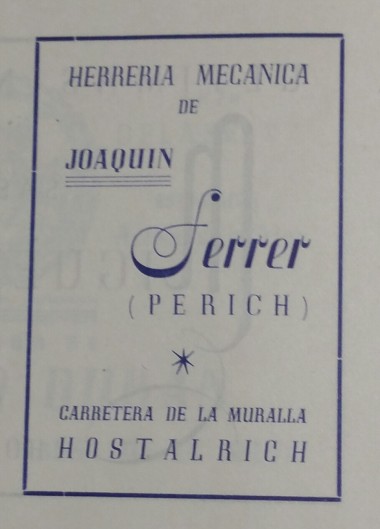 HERRERIA MECANICA
DE
JOAQUIN
Ferrer
(PERICH)
CARRETERA DE LA MURALLA
HOSTALRICH